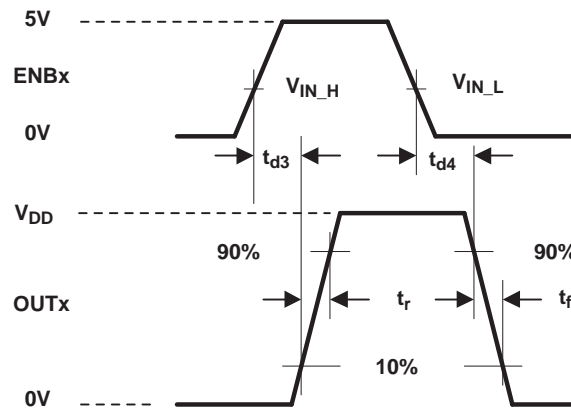 5V
ENBx
V_IN_H
V_IN_L
0V
t_d3
t_d4
V_DD
90%
90%
OUTx
t_r
t_f
10%
0V